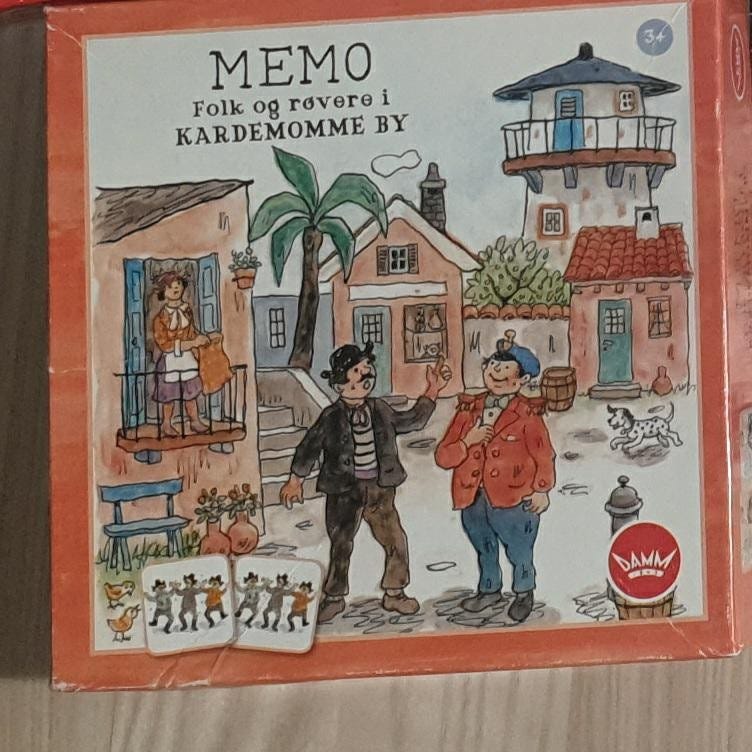 MEMO
Folk og røvere i
KARDEMOMME BY
3+
DAMM